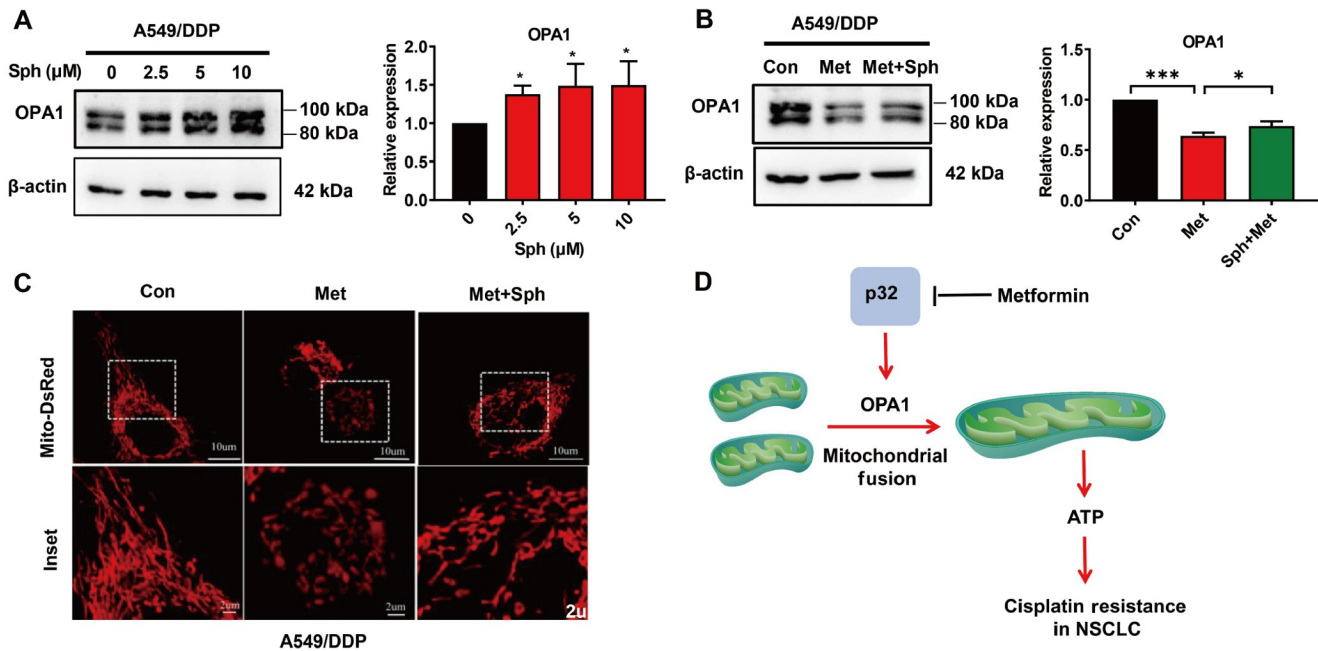 A
A549/DDP
Sph (μM) 0 2.5 5 10
OPA1
100 kDa
80 kDa
β-actin
42 kDa
OPA1
Relative expression
2.0
1.5
1.0
0.5
0.0
* * *
0 2.5 5 10
Sph (μM)
B
A549/DDP
Con Met Met+Sph
OPA1
100 kDa
80 kDa
β-actin
42 kDa
OPA1
Relative expression
1.5
1.0
0.5
0.0
*** *
Con Met Sph+Met
C
Con Met Met+Sph
Mito-DsRed
10um 10um 10um
Inset
2um 2um 2u
A549/DDP
D
p32
Metformin
OPA1
Mitochondrial
fusion
ATP
Cisplatin resistance
in NSCLC